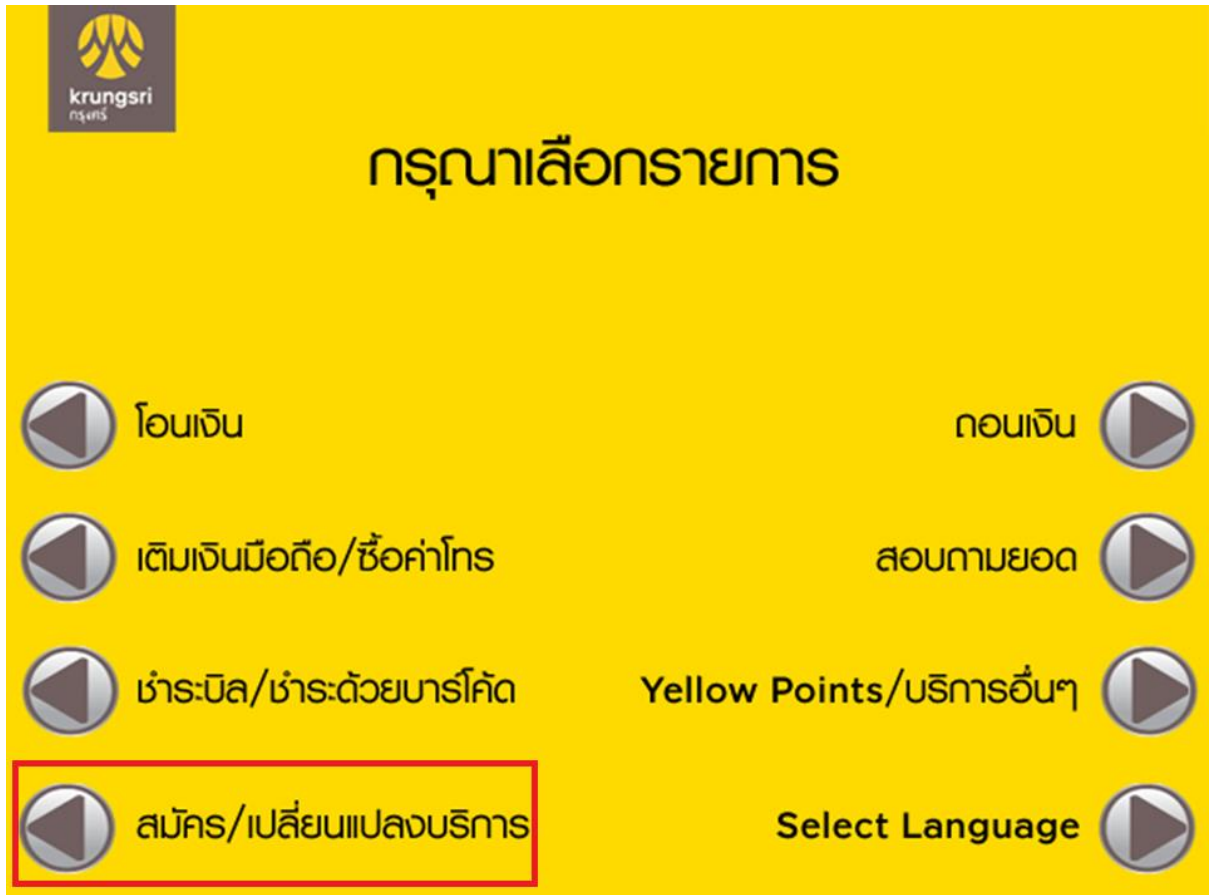 krungsri
กรุงศรี
กรุณาเลือกรายการ
โอนเงิน
ถอนเงิน
เติมเงินมือถือ/ซื้อค่าโทร
สอบถามยอด
ชำระบิล/ชำระด้วยบาร์โค้ด
Yellow Points/บริการอื่นๆ
สมัคร/เปลี่ยนแปลงบริการ
Select Language